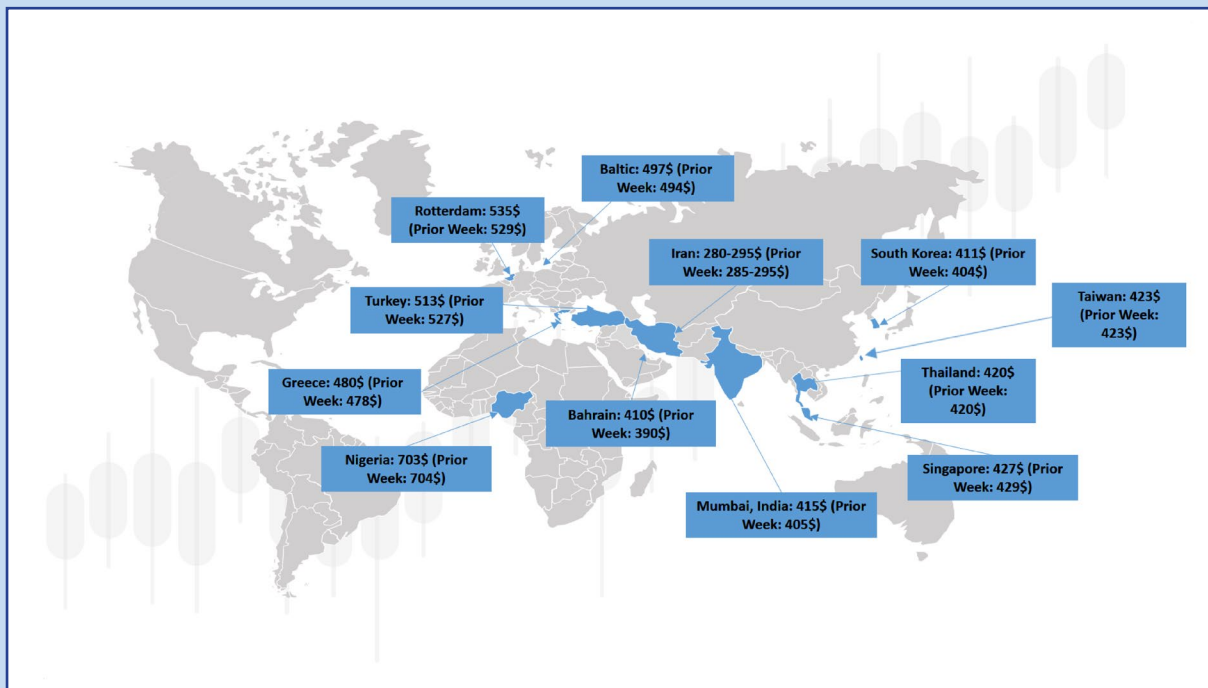 Baltic: 497$ (Prior
Week: 494$)
Rotterdam: 535$
(Prior Week: 529$)
Iran: 280-295$ (Prior
Week: 285-295$)
South Korea: 411$ (Prior
Week: 404$)
Taiwan: 423$
(Prior Week:
423$)
Turkey: 513$ (Prior
Week: 527$)
Thailand: 420$
(Prior Week:
420$)
Greece: 480$ (Prior
Week: 478$)
Bahrain: 410$ (Prior
Week: 390$)
Nigeria: 703$ (Prior
Week: 704$)
Singapore: 427$ (Prior
Week: 429$)
Mumbai, India: 415$ (Prior
Week: 405$)